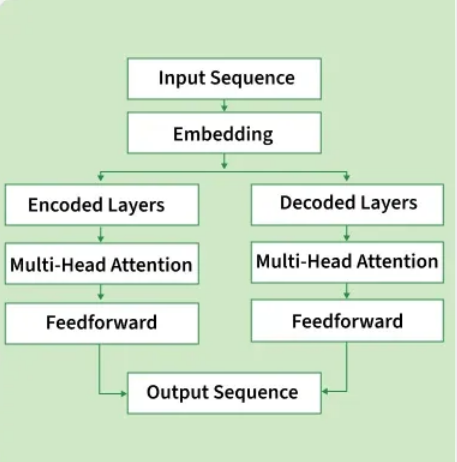 Input Sequence
Embedding
Encoded Layers
Decoded Layers
Multi-Head Attention
Multi-Head Attention
Feedforward
Feedforward
Output Sequence